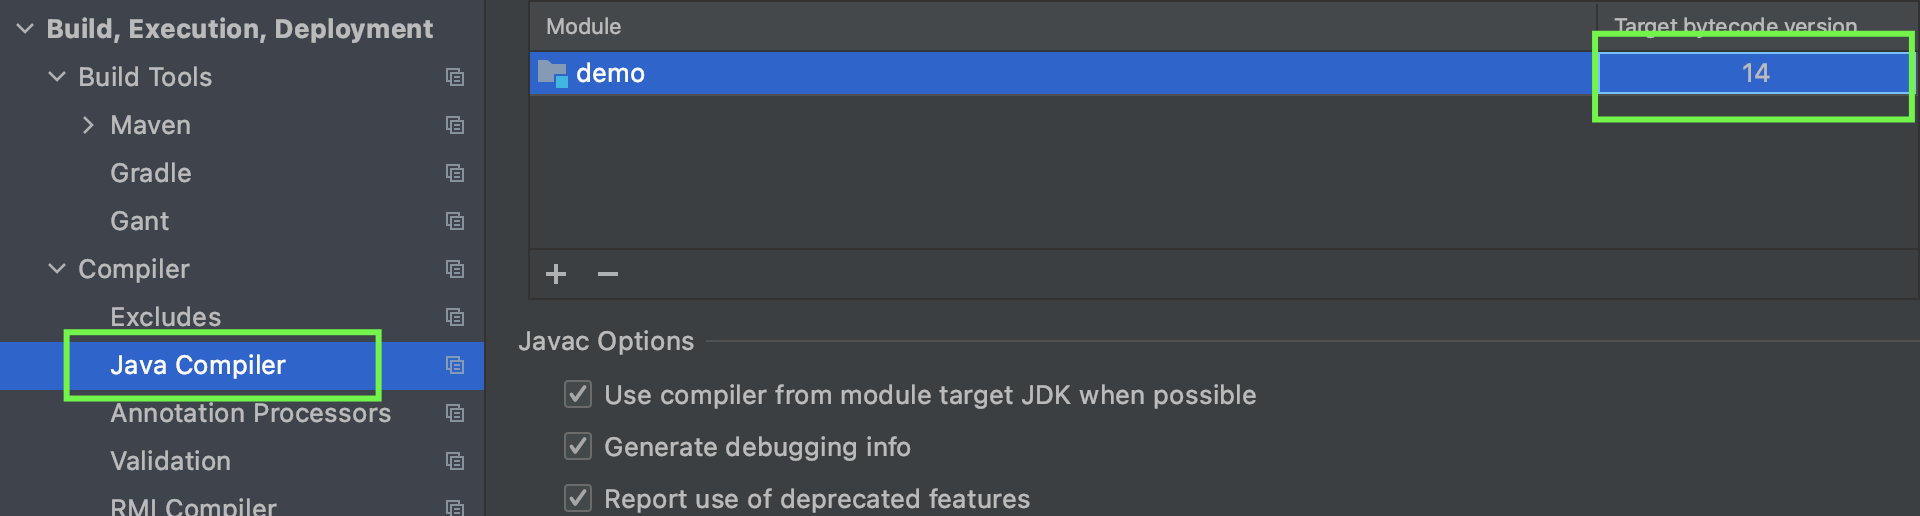 Build, Execution, Deployment
Build Tools
Maven
Gradle
Gant
Compiler
Excludes
Java Compiler
Annotation Processors
Validation
RMI Compiler
Module
Target bytecode version
demo
14
Javac Options
Use compiler from module target JDK when possible
Generate debugging info
Report use of deprecated features